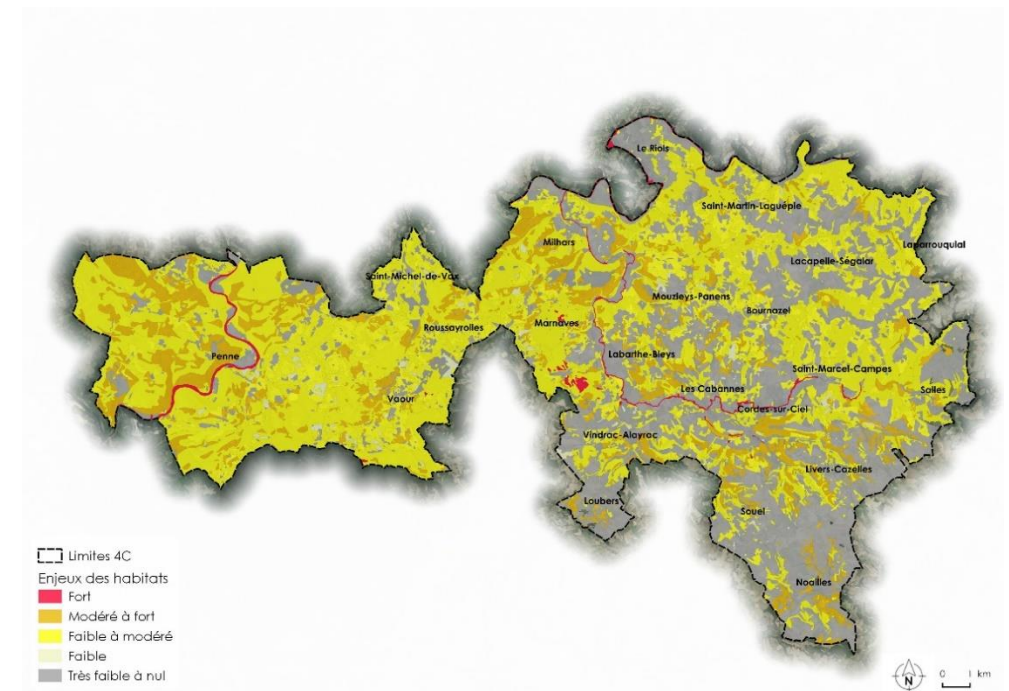 Le Riols
Saint-Martin-Laguépie
Milhars
Laparrouquial
Lacapelle-Ségalar
Saint-Michel-de-Vax
Mouzieys-Panens
Bournazel
Marnaves
Roussayrolles
Penne
Labarthe-Bleys
Saint-Marcel-Campes
Les Cabannes
Salles
Vaour
Cordes-sur-Ciel
Vindrac-Alayrac
Livers-Cazelles
Loubers
Souel
Noailles
Limites 4C
Enjeux des habitats
Fort
Modéré à fort
Faible à modéré
Faible
Très faible à nul
N
0 1 km